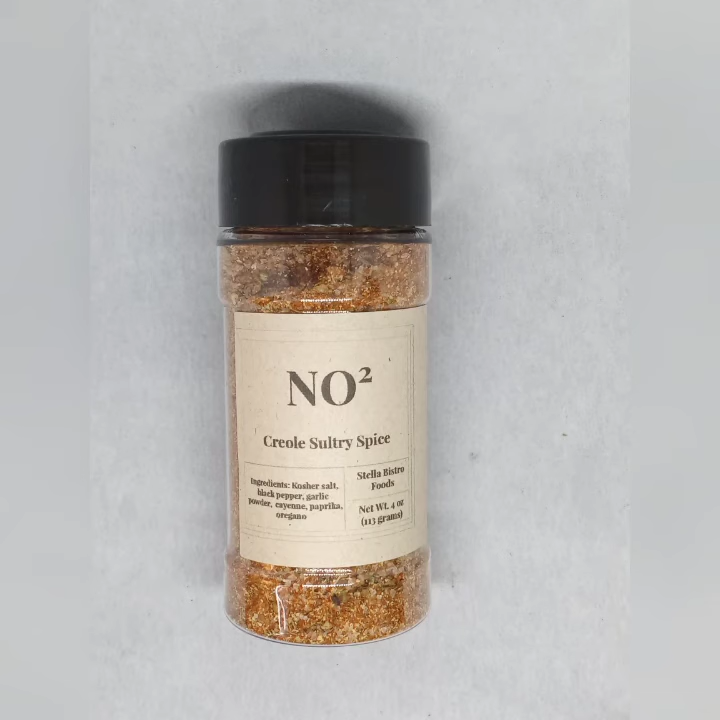 NO²
Creole Sultry Spice
Ingredients: Kosher salt,
black pepper, garlic
powder, cayenne, paprika,
oregano
Stella Bistro
Foods
Net Wt. 4 oz
(113 grams)